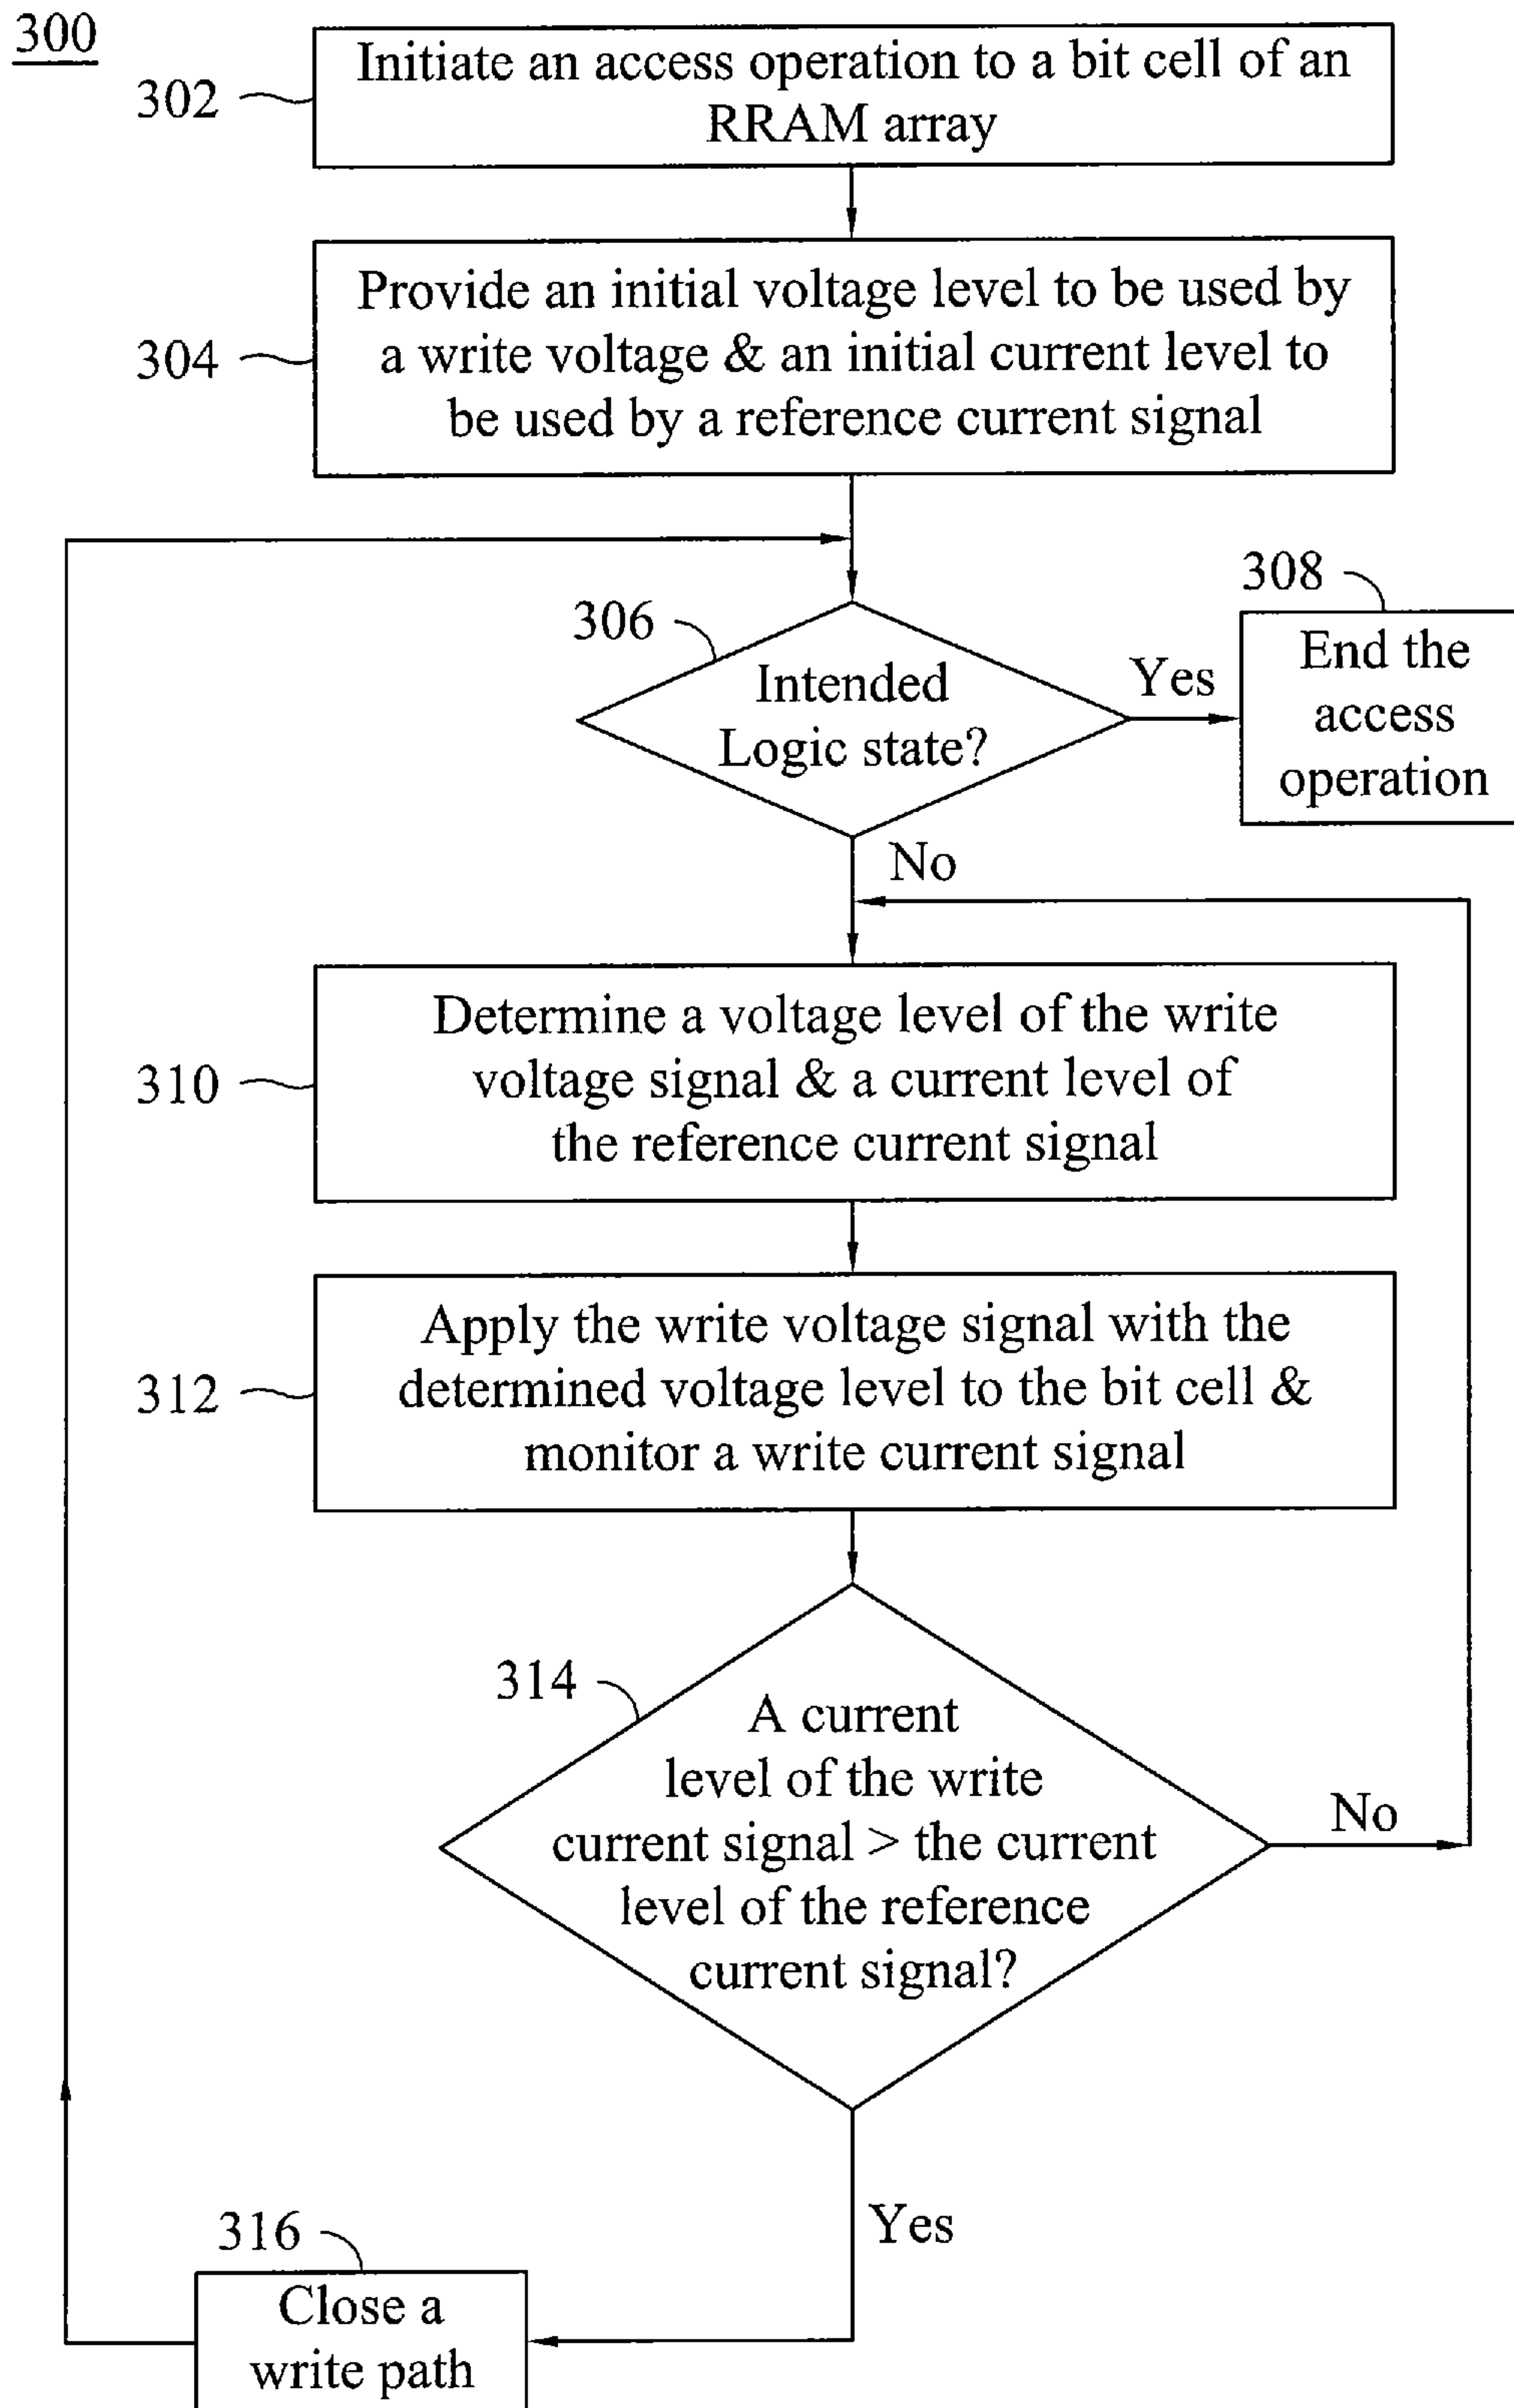 300
302
Initiate an access operation to a bit cell of an
RRAM array
304
Provide an initial voltage level to be used by
a write voltage & an initial current level to
be used by a reference current signal
306
Intended
Logic state?
Yes
308
End the
access
operation
No
310
Determine a voltage level of the write
voltage signal & a current level of
the reference current signal
312
Apply the write voltage signal with the
determined voltage level to the bit cell &
monitor a write current signal
314
A current
level of the write
current signal > the current
level of the reference
current signal?
No
Yes
316
Close a
write path